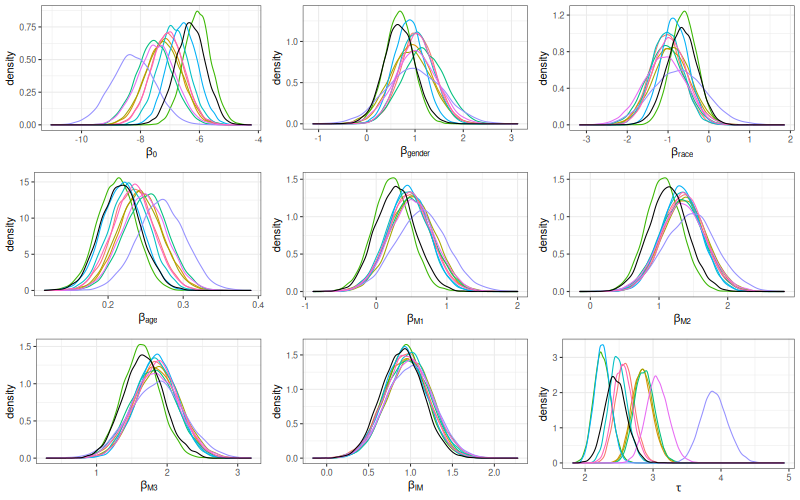 density
0.75
0.50
0.25
0.00
-10 -8 -6 -4
β0
density
1.0
0.5
0.0
-1 0 1 2 3
βgender
density
1.2
0.8
0.4
0.0
-3 -2 -1 0 1 2
βrace
density
15
10
5
0
0.2 0.3 0.4
βage
density
1.5
1.0
0.5
0.0
-1 0 1 2
βM1
density
1.5
1.0
0.5
0.0
0 1 2
βM2
density
1.5
1.0
0.5
0.0
1 2 3
βM3
density
1.5
1.0
0.5
0.0
0.0 0.5 1.0 1.5 2.0
βIM
density
3
2
1
0
2 3 4 5
τ